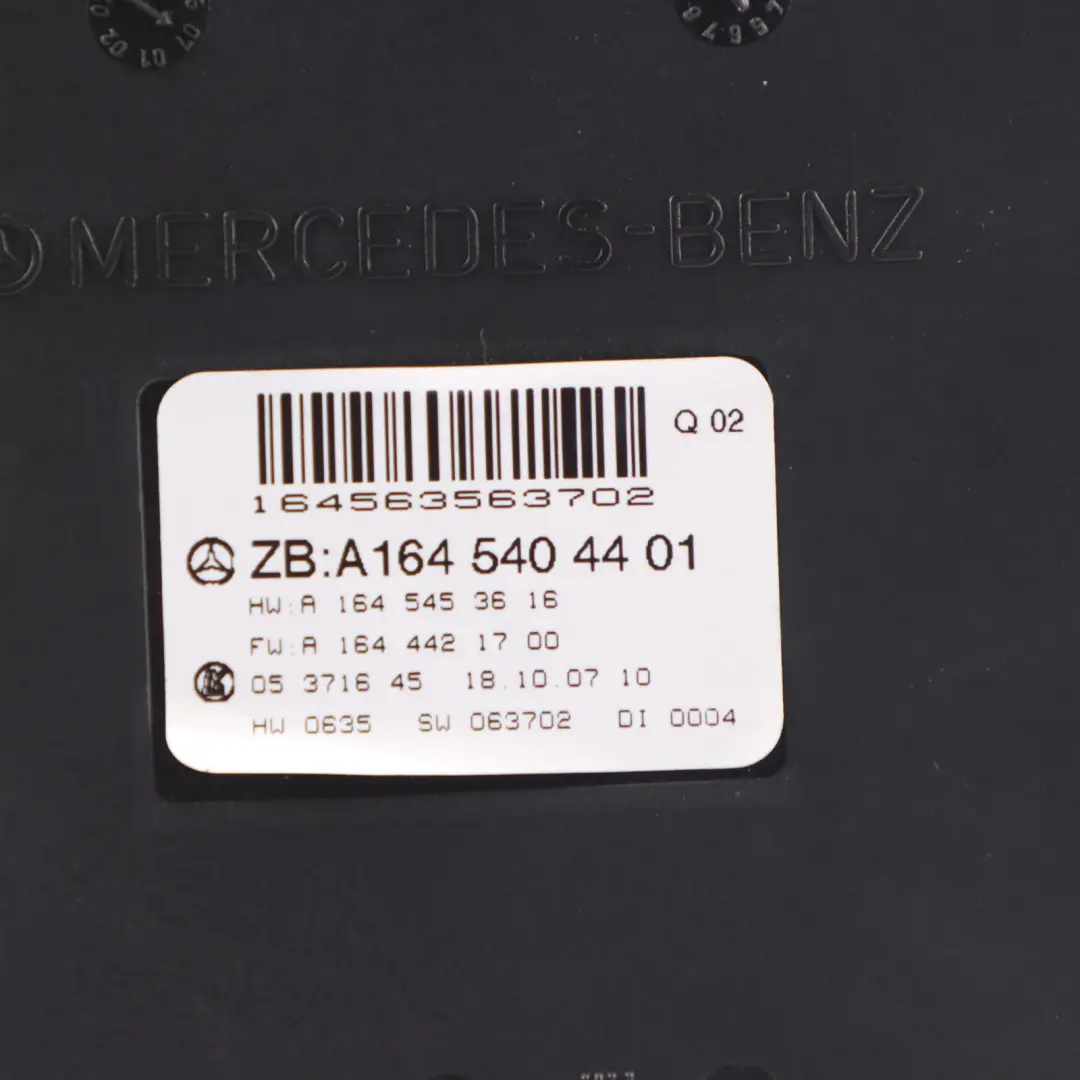 MERCEDES-BENZ
Q 02
164563563702
ZB:A164 540 44 01
HW:A 164 545 36 16
FW:A 164 442 17 00
05 3716 45 18.10.07 10
HW 0635 SW 063702 DI 0004